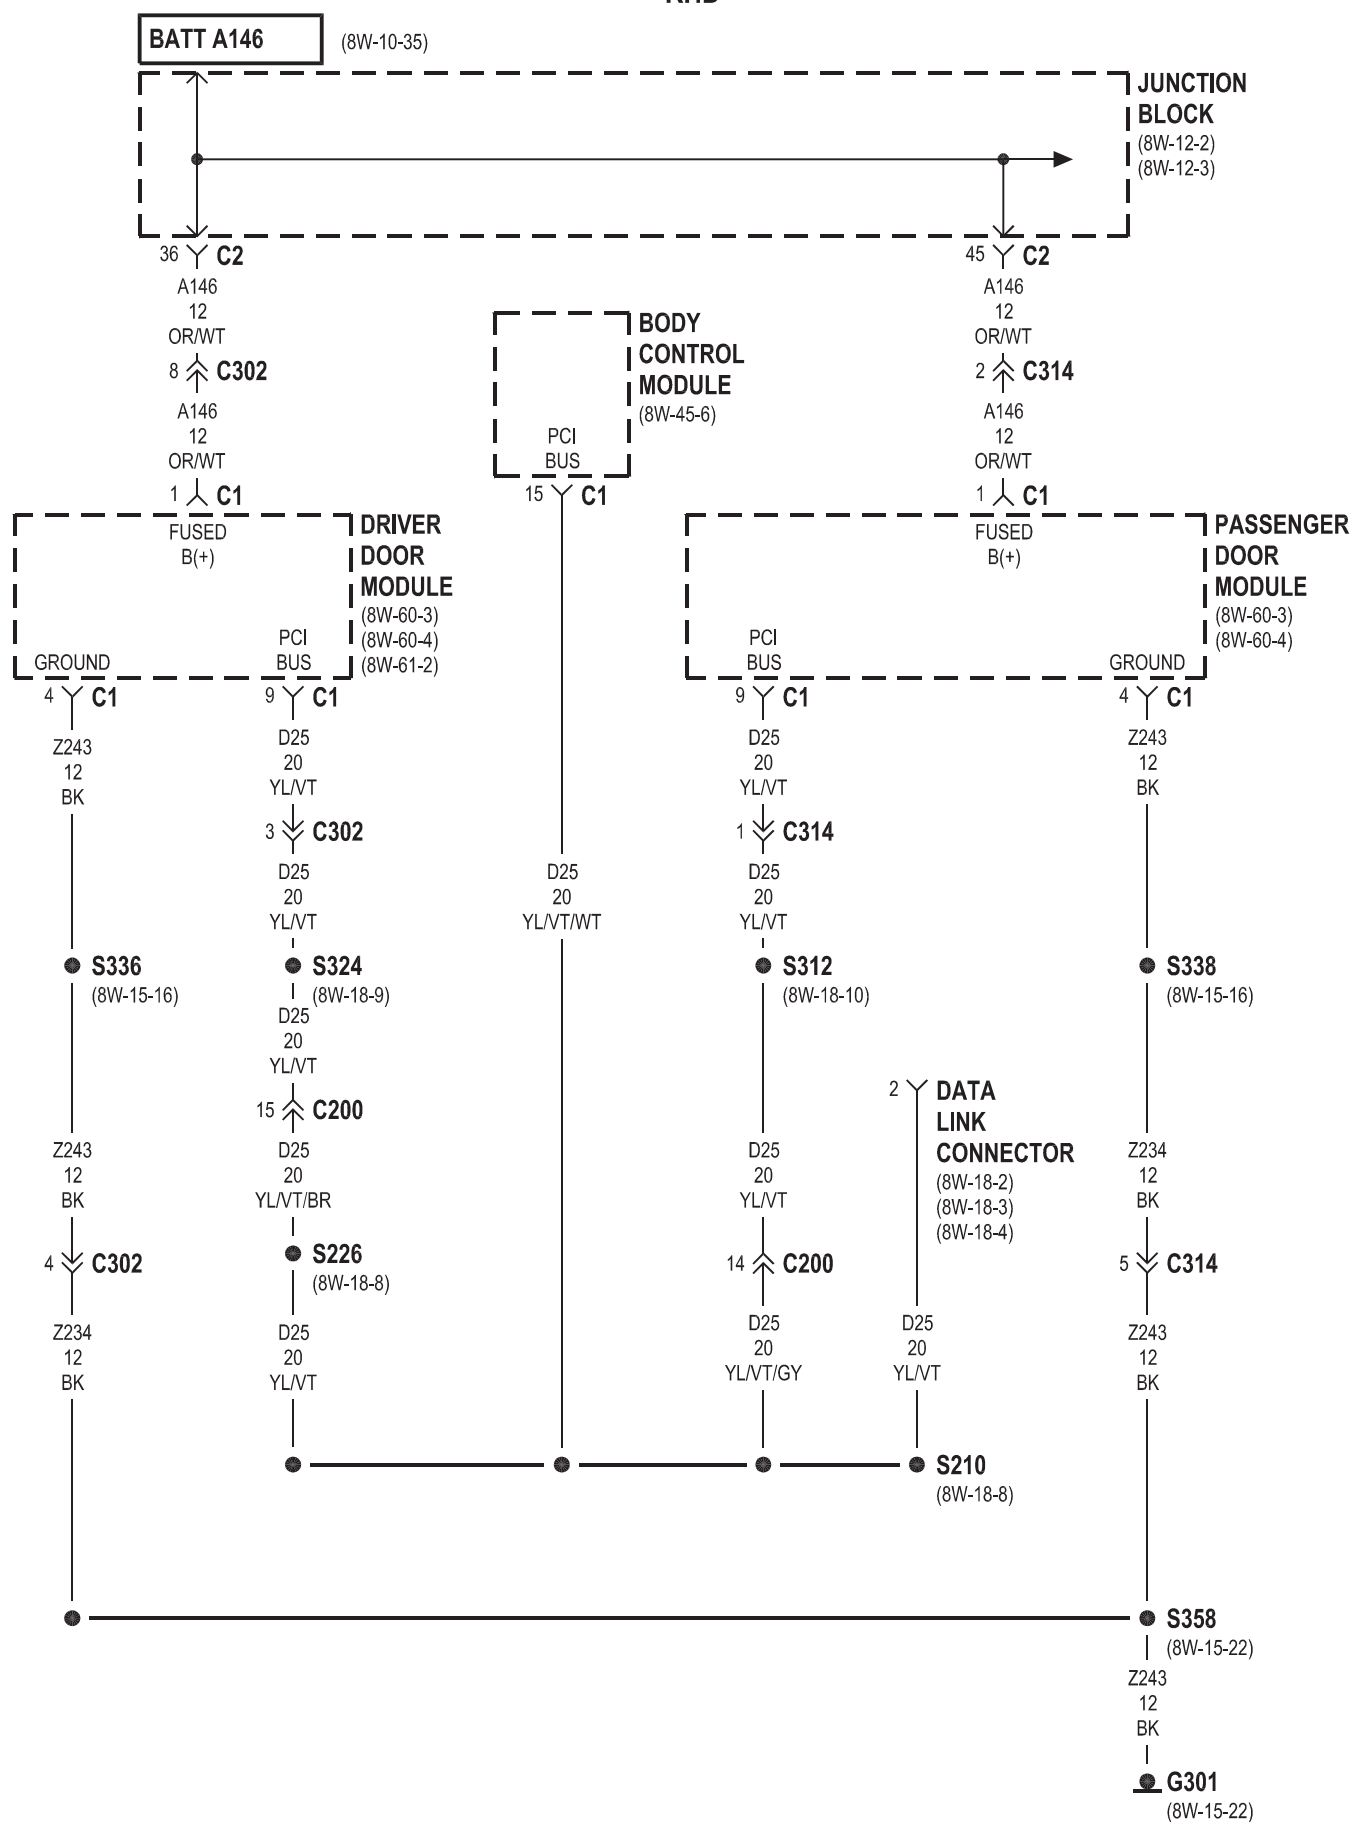 RHD
BATT A146
(8W-10-35)
JUNCTION
BLOCK
(8W-12-2)
(8W-12-3)
36
C2
45
C2
A146
12
OR/WT
A146
12
OR/WT
8
C302
2
C314
A146
12
OR/WT
A146
12
OR/WT
BODY
CONTROL
MODULE
(8W-45-6)
PCI
BUS
15
C1
1
C1
1
C1
FUSED
B(+)
DRIVER
DOOR
MODULE
(8W-60-3)
(8W-60-4)
(8W-61-2)
GROUND
PCI
BUS
FUSED
B(+)
PASSENGER
DOOR
MODULE
(8W-60-3)
(8W-60-4)
PCI
BUS
GROUND
4
C1
9
C1
9
C1
4
C1
Z243
12
BK
D25
20
YL/VT
D25
20
YL/VT
Z243
12
BK
3
C302
1
C314
D25
20
YL/VT
D25
20
YL/VT/WT
D25
20
YL/VT
S336
(8W-15-16)
S324
(8W-18-9)
S312
(8W-18-10)
S338
(8W-15-16)
D25
20
YL/VT
15
C200
2
DATA
LINK
CONNECTOR
(8W-18-2)
(8W-18-3)
(8W-18-4)
Z243
12
BK
D25
20
YL/VT/BR
D25
20
YL/VT
Z234
12
BK
4
C302
S226
(8W-18-8)
14
C200
5
C314
Z234
12
BK
D25
20
YL/VT
D25
20
YL/VT/GY
D25
20
YL/VT
Z243
12
BK
S210
(8W-18-8)
S358
(8W-15-22)
Z243
12
BK
G301
(8W-15-22)